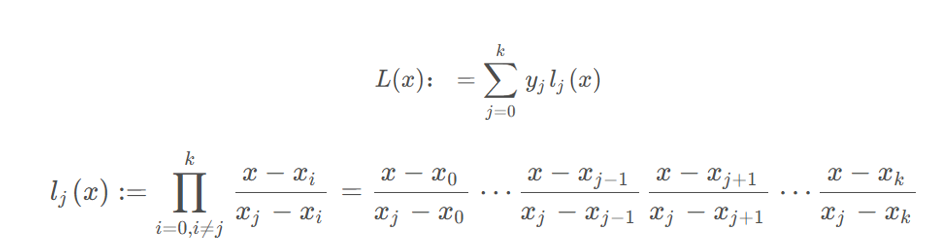 L(x): = \sum_{j=0}^{k} y_j l_j(x)
l_j(x) := \prod_{i=0, i \neq j}^{k} \frac{x - x_i}{x_j - x_i} = \frac{x - x_0}{x_j - x_0} \cdots \frac{x - x_{j-1}}{x_j - x_{j-1}} \frac{x - x_{j+1}}{x_j - x_{j+1}} \cdots \frac{x - x_k}{x_j - x_k}